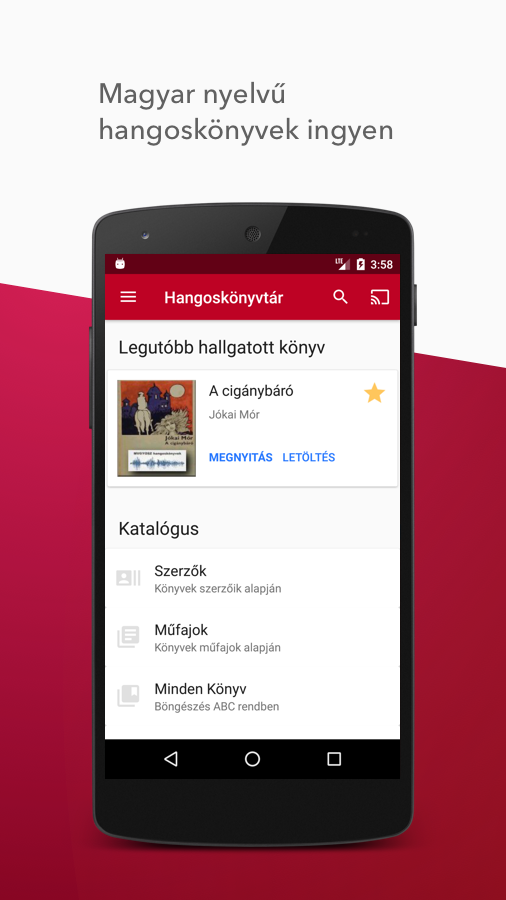 Magyar nyelvű
hangoskönyvek ingyen
LTE
3:58
Hangoskönyvtár
Legutóbb hallgatott könyv
A cigánybáró
Jókai Mór
Jókai Mór
A cigánybáró
MEGNYITÁS LETÖLTÉS
Katalógus
Szerzők
Könyvek szerzőik alapján
Műfajok
Könyvek műfajok alapján
Minden Könyv
Böngészés ABC rendben